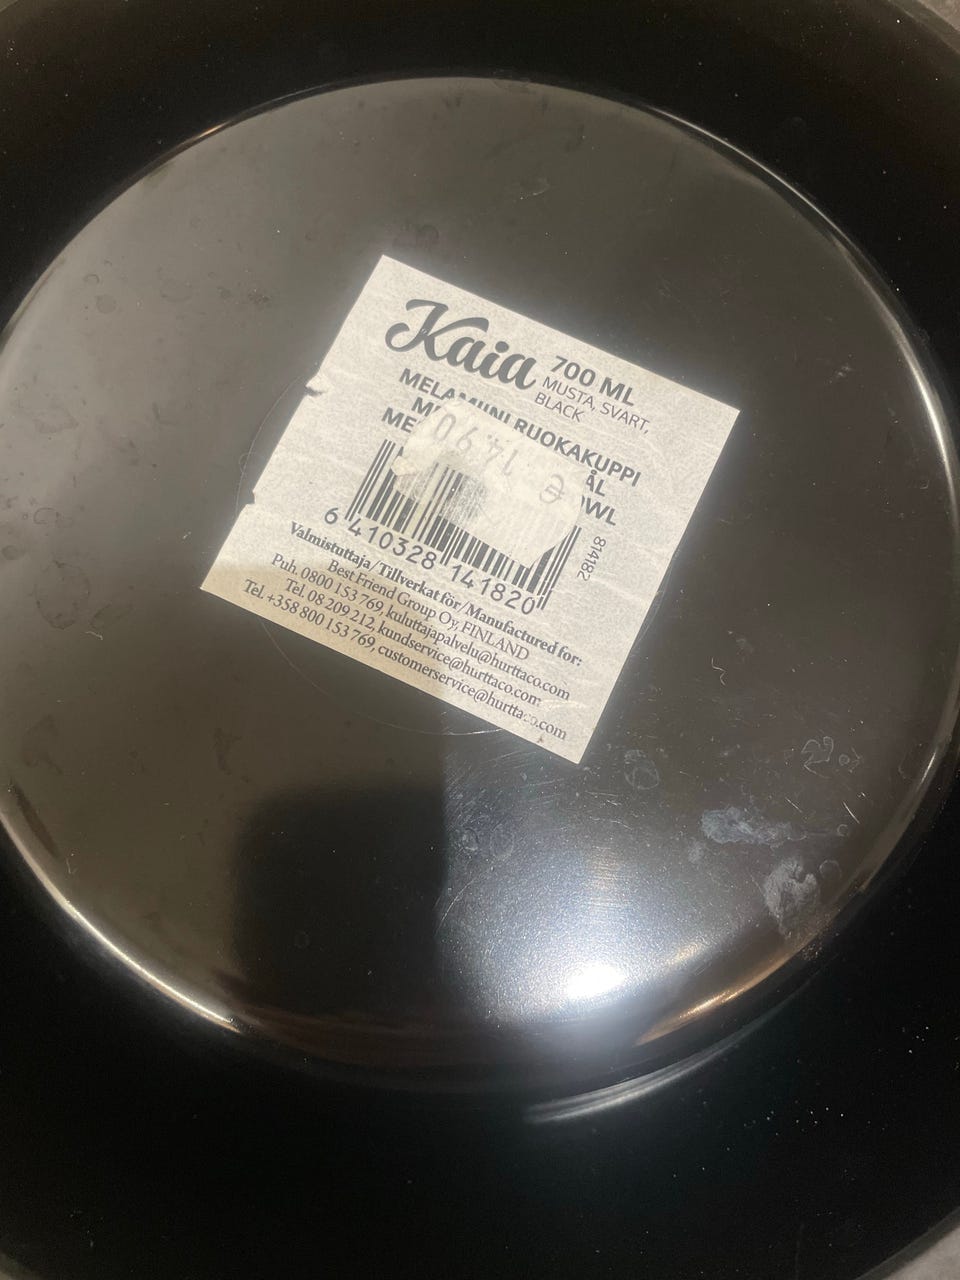 Kaia 700 ML
MUSTA, SVART,
BLACK
MELAMIINI RUOKAKUPPI
€ 14.90
6 410328 141820
814182
Valmistuttaja/Tillverkat för/Manufactured for:
Best Friend Group Oy, FINLAND
Puh. 0800 153 769, kuluttajapalvelu@hurttaco.com
Tel. 08 209 212, kundservice@hurttaco.com
Tel. +358 800 153 769, customerservice@hurttaco.com